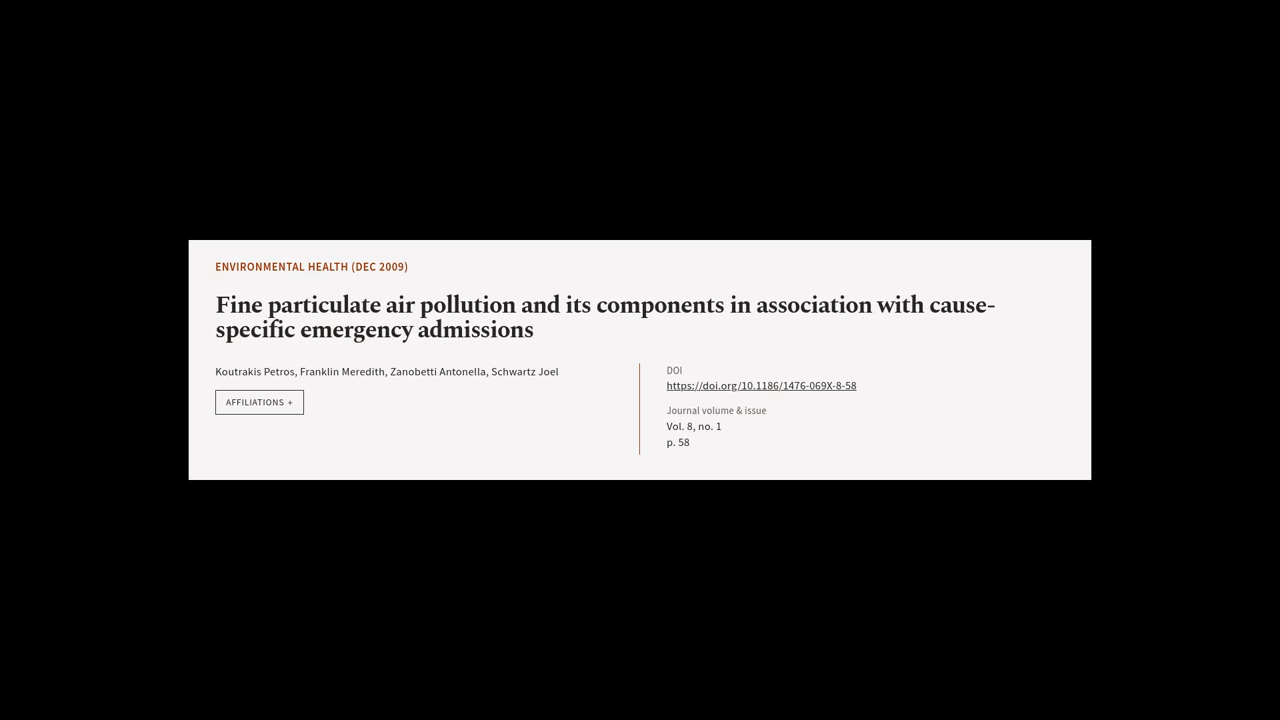 ENVIRONMENTAL HEALTH (DEC 2009)
Fine particulate air pollution and its components in association with cause-
specific emergency admissions
Koutrakis Petros, Franklin Meredith, Zanobetti Antonella, Schwartz Joel
AFFILIATIONS +
DOI
https://doi.org/10.1186/1476-069X-8-58
Journal volume & issue
Vol. 8, no. 1
p. 58